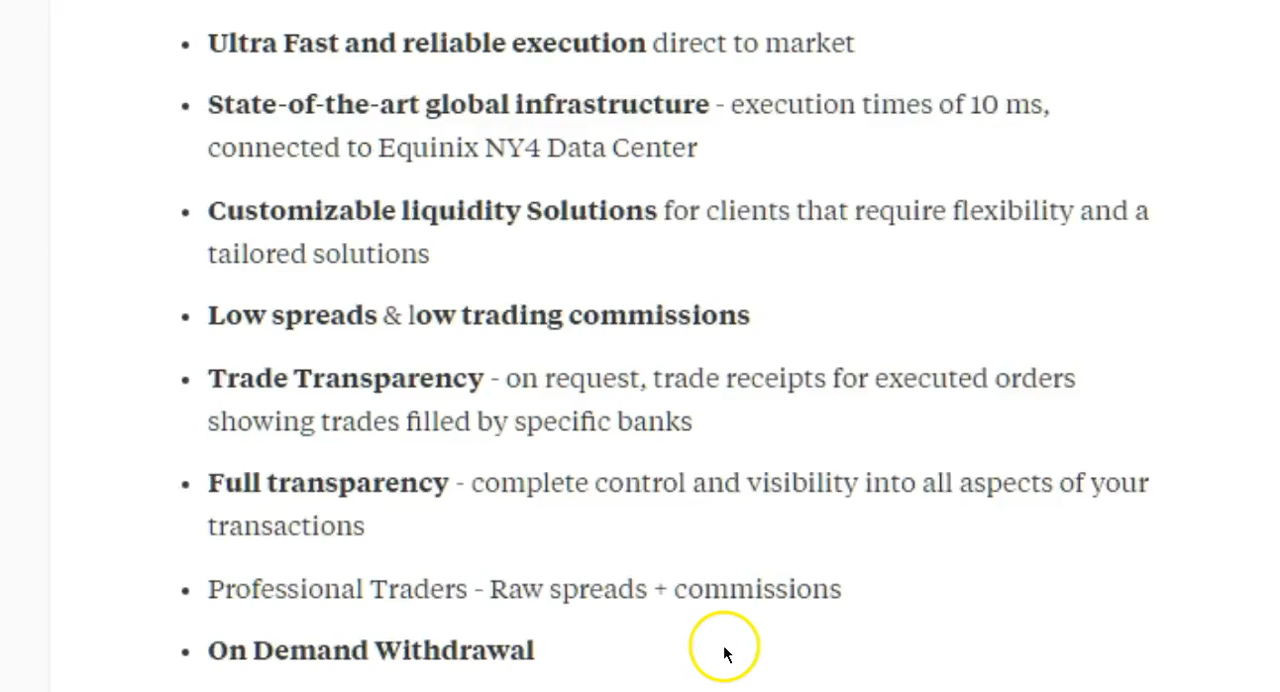 Ultra Fast and reliable execution direct to market
State-of-the-art global infrastructure - execution times of 10 ms,
connected to Equinix NY4 Data Center
Customizable liquidity Solutions for clients that require flexibility and a
tailored solutions
Low spreads & low trading commissions
Trade Transparency - on request, trade receipts for executed orders
showing trades filled by specific banks
Full transparency - complete control and visibility into all aspects of your
transactions
Professional Traders - Raw spreads + commissions
On Demand Withdrawal